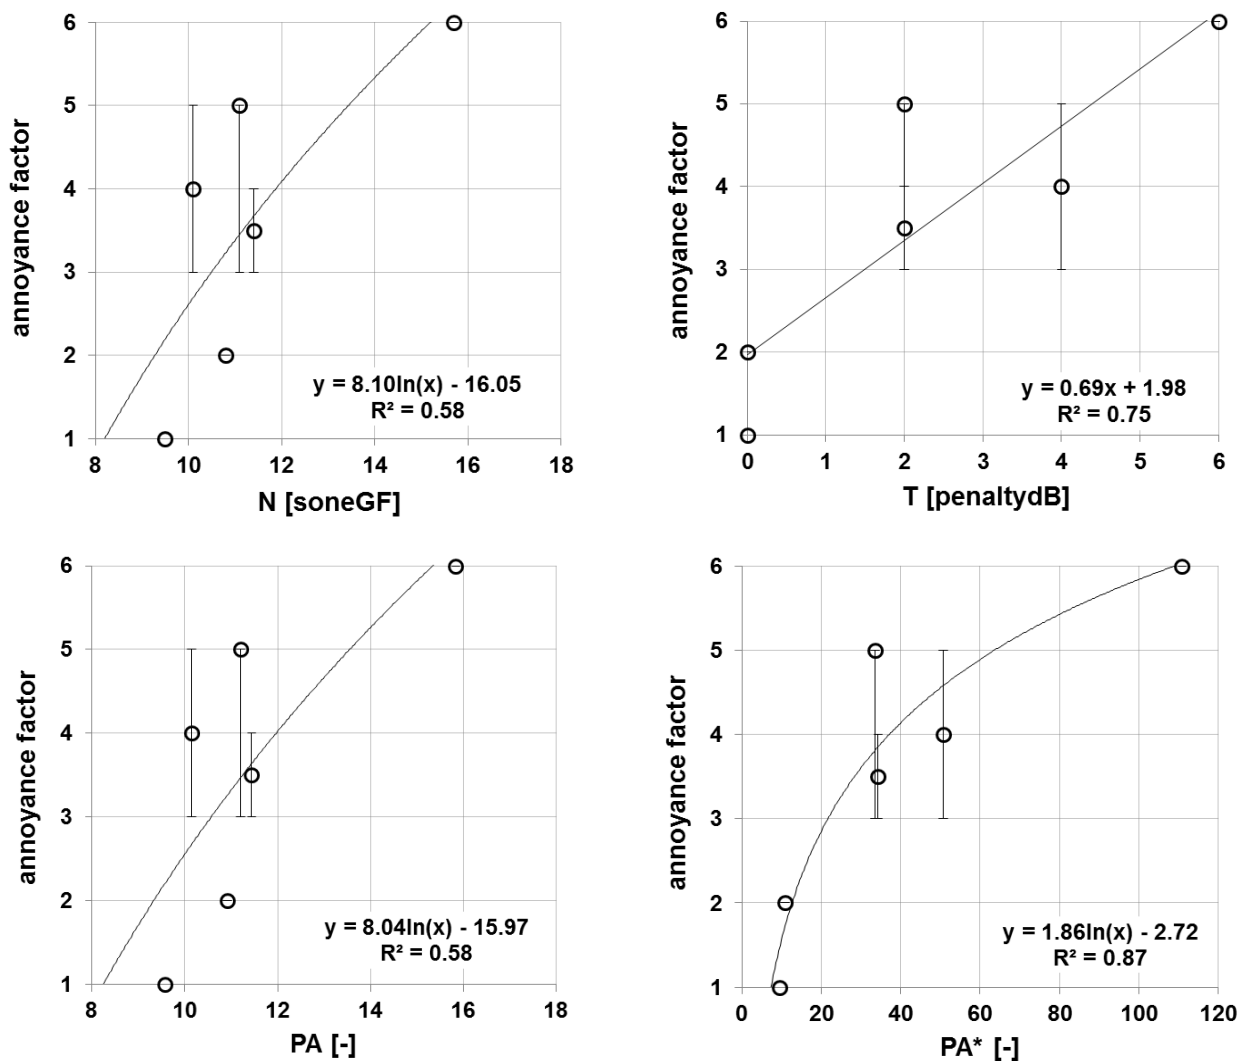 6
5
4
3
2
1
annoyance factor
y = 8.10ln(x) - 16.05
R² = 0.58
8 10 12 14 16 18
N [soneGF]
6
5
4
3
2
1
annoyance factor
y = 0.69x + 1.98
R² = 0.75
0 1 2 3 4 5 6
T [penaltydB]
6
5
4
3
2
1
annoyance factor
y = 8.04ln(x) - 15.97
R² = 0.58
8 10 12 14 16 18
PA [-]
6
5
4
3
2
1
annoyance factor
y = 1.86ln(x) - 2.72
R² = 0.87
0 20 40 60 80 100 120
PA* [-]